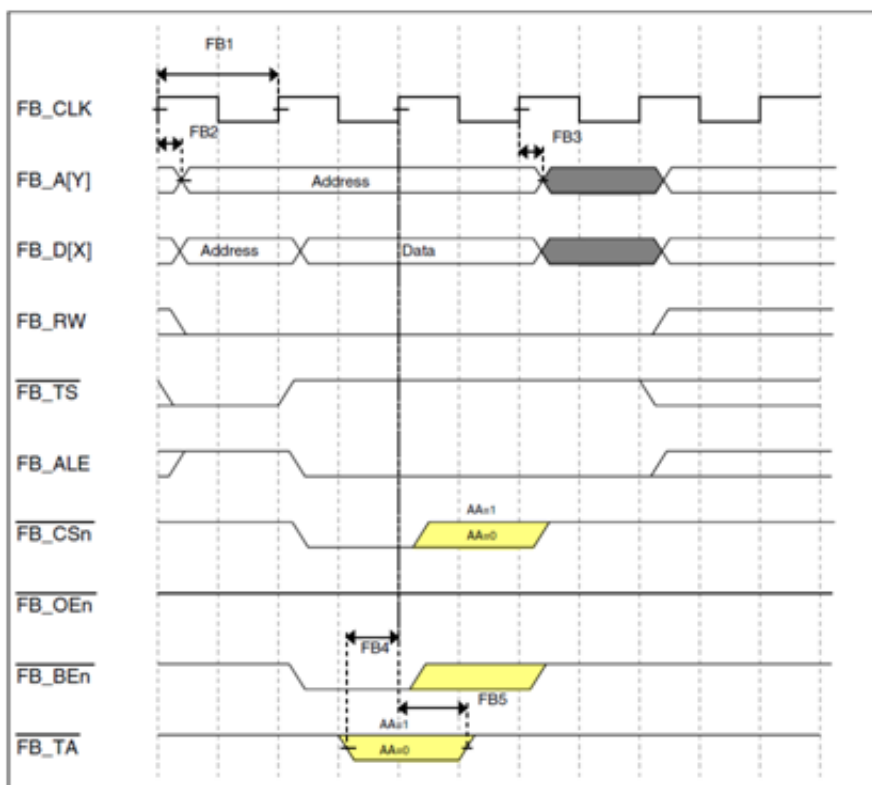 FB1
FB_CLK
FB2
FB3
FB_A[Y]
Address
FB_D[X]
Address
Data
FB_RW
FB_TS
FB_ALE
AA=1
FB_CSn
AA=0
FB_OEn
FB4
FB_BEn
FB5
AA=1
FB_TA
AA=0